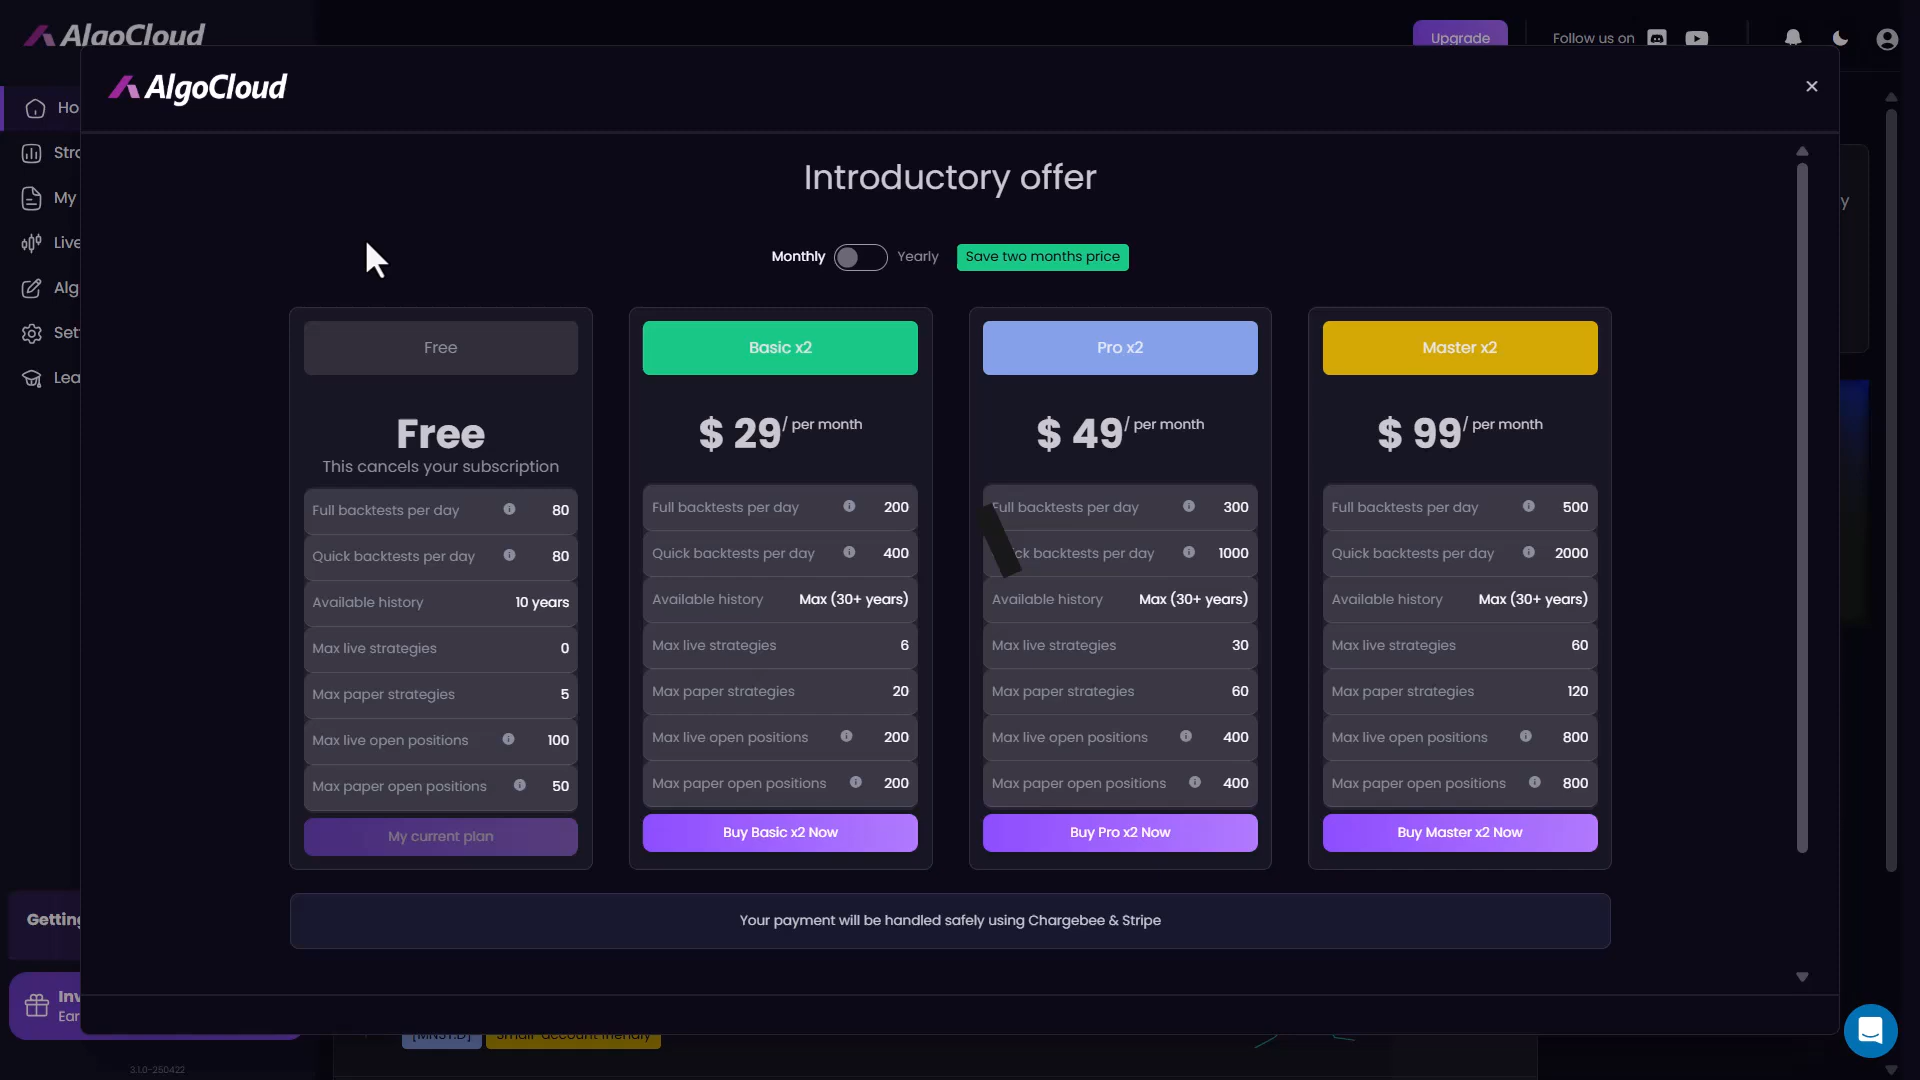 AlgoCloud
Upgrade
Follow us on
AlgoCloud
Introductory offer
Monthly
Yearly
Save two months price
Free
Free
This cancels your subscription
Full backtests per day 80
Quick backtests per day 80
Available history 10 years
Max live strategies 0
Max paper strategies 5
Max live open positions 100
Max paper open positions 50
My current plan
Basic x2
$ 29 / per month
Full backtests per day 200
Quick backtests per day 400
Available history Max (30+ years)
Max live strategies 6
Max paper strategies 20
Max live open positions 200
Max paper open positions 200
Buy Basic x2 Now
Pro x2
$ 49 / per month
Full backtests per day 300
ck backtests per day 1000
Available history Max (30+ years)
Max live strategies 30
Max paper strategies 60
Max live open positions 400
Max paper open positions 400
Buy Pro x2 Now
Master x2
$ 99 / per month
Full backtests per day 500
Quick backtests per day 2000
Available history Max (30+ years)
Max live strategies 60
Max paper strategies 120
Max live open positions 800
Max paper open positions 800
Buy Master x2 Now
Your payment will be handled safely using Chargebee & Stripe
Ho
Stra
My
Live
Alg
Set
Lea
Getting
Inv
Ear
3.1.0-250422
[MNST.D]
small-account friendly
y